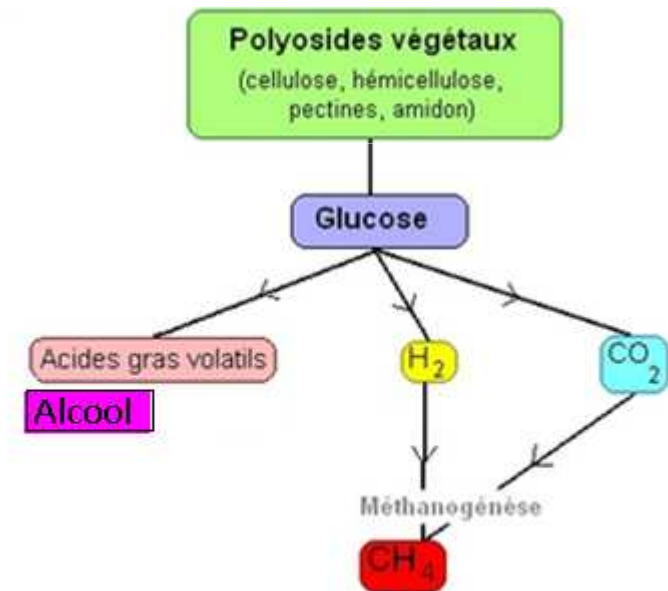 Polyosides végétaux
(cellulose, hémicellulose,
pectines, amidon)
Glucose
Acides gras volatils
H2
CO2
Alcool
Méthanogénèse
CH4